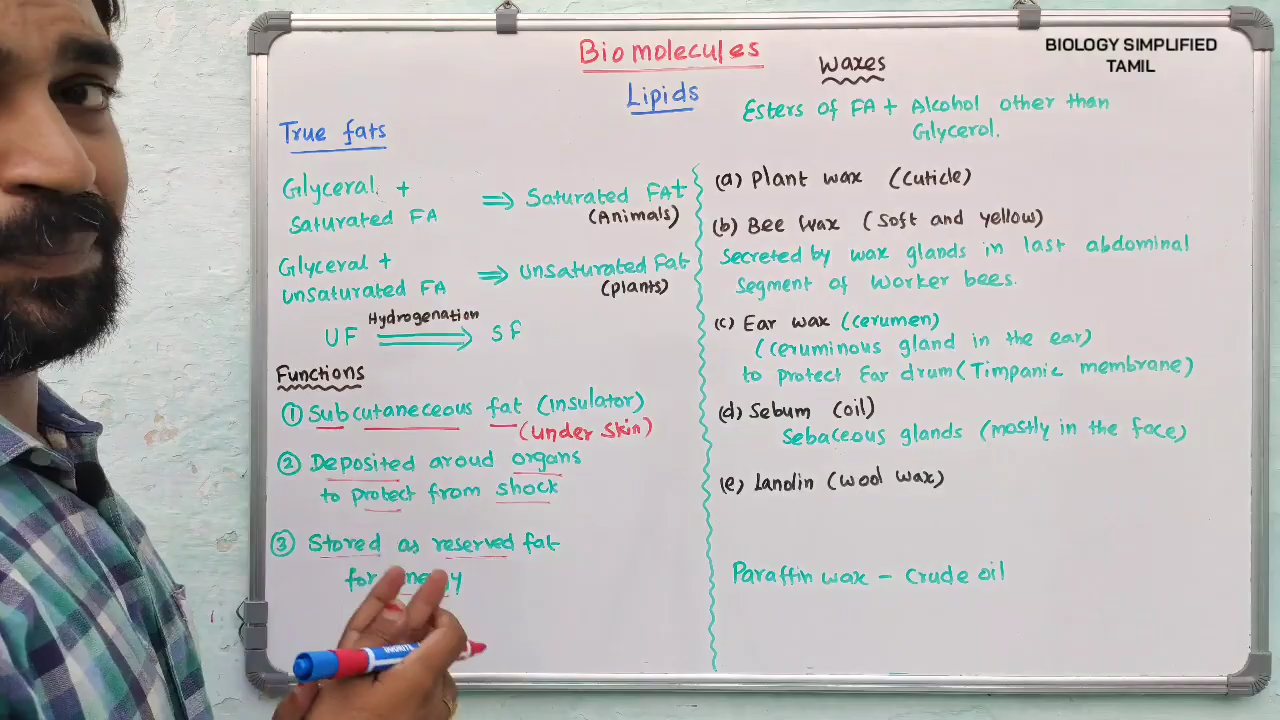 Biomolecules
Lipids
BIOLOGY SIMPLIFIED
TAMIL
True fats
Glyceral +
Saturated FA
⇒ Saturated FAt
(Animals)
Glyceral +
unsaturated FA
⇒ unsaturated Fat
(plants)
UF Hydrogenation SF
Functions
① Subcutaneceous fat (insulator)
(under skin)
② Deposited aroud organs
to protect from shock
③ Stored as reserved fat
for energy
Waxes
Esters of FA + Alcohol other than
Glycerol.
(a) Plant wax (cuticle)
(b) Bee wax (soft and yellow)
secreted by wax glands in last abdominal
segment of worker bees.
(c) Ear wax (cerumen)
(ceruminous gland in the ear)
to protect Ear drum (Timpanic membrane)
(d) Sebum (oil)
Sebaceous glands (mostly in the face)
(e) Lanolin (wool wax)
Paraffin wax - crude oil